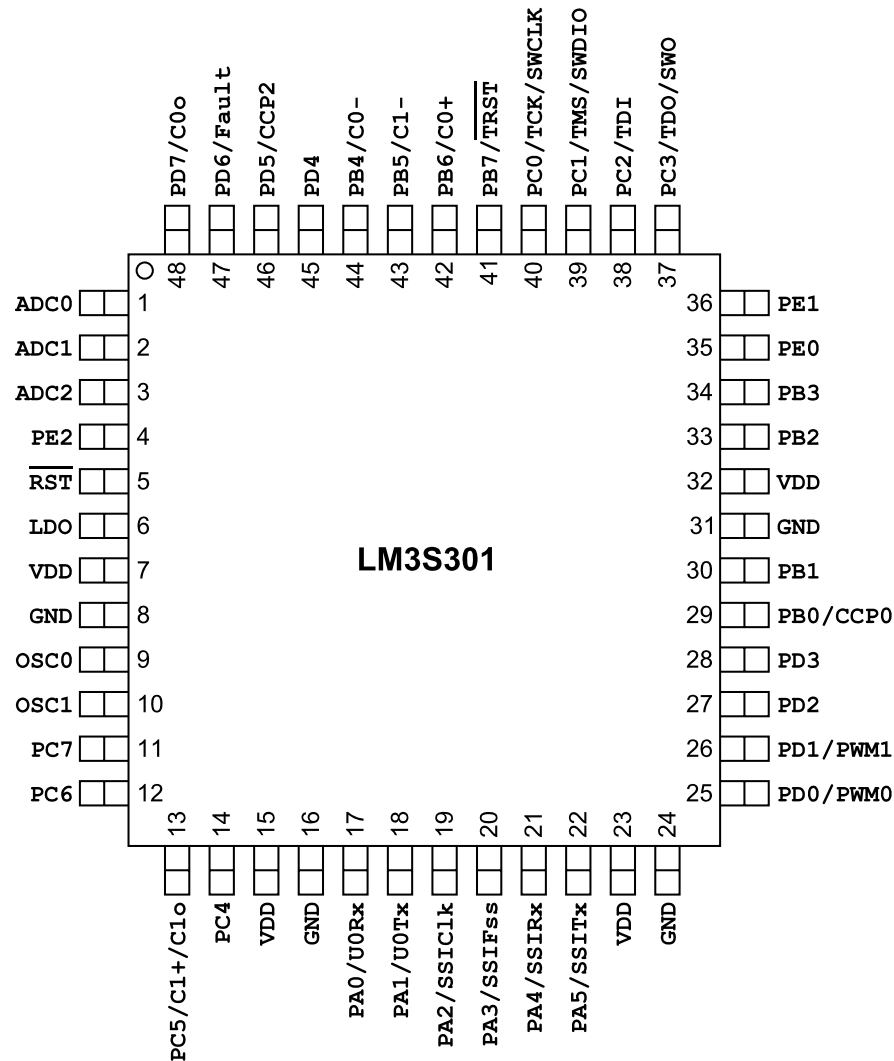 PD7/C0o
PD6/Fault
PD5/CCP2
PD4
PB4/C0-
PB5/C1-
PB6/C0+
PB7/TRST
PC0/TCK/SWCLK
PC1/TMS/SWDIO
PC2/TDI
PC3/TDO/SWO
48
47
46
45
44
43
42
41
40
39
38
37
ADC0 1
ADC1 2
ADC2 3
PE2 4
RST 5
LDO 6
VDD 7
GND 8
OSC0 9
OSC1 10
PC7 11
PC6 12
LM3S301
36 PE1
35 PE0
34 PB3
33 PB2
32 VDD
31 GND
30 PB1
29 PB0/CCP0
28 PD3
27 PD2
26 PD1/PWM1
25 PD0/PWM0
13
14
15
16
17
18
19
20
21
22
23
24
PC5/C1+/C1o
PC4
VDD
GND
PA0/U0Rx
PA1/U0Tx
PA2/SSIClk
PA3/SSIFss
PA4/SSIRx
PA5/SSITx
VDD
GND